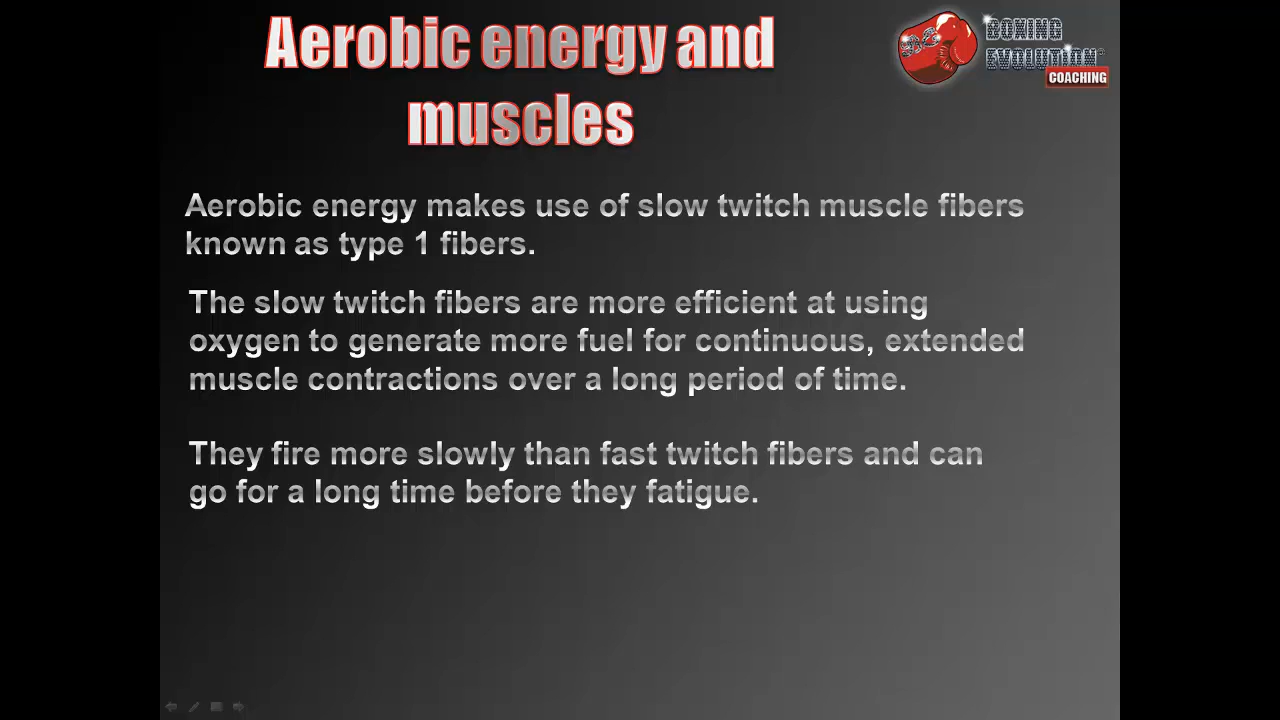 Aerobic energy and
muscles
BOXING
EVOLUTION
COACHING
Aerobic energy makes use of slow twitch muscle fibers
known as type 1 fibers.
The slow twitch fibers are more efficient at using
oxygen to generate more fuel for continuous, extended
muscle contractions over a long period of time.
They fire more slowly than fast twitch fibers and can
go for a long time before they fatigue.